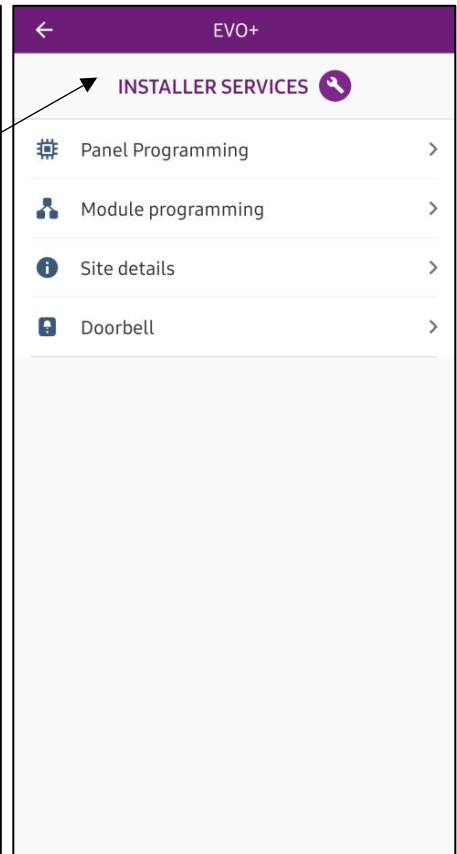 EVO+
INSTALLER SERVICES
Panel Programming
Module programming
Site details
Doorbell